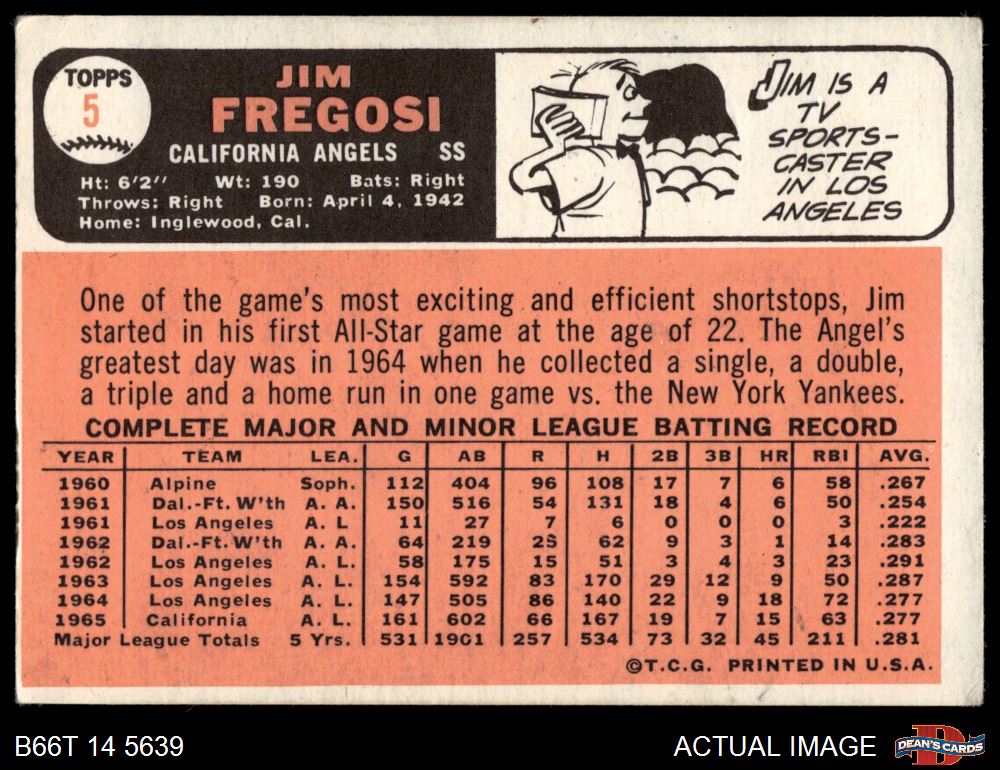 TOPPS
5
JIM
FREGOSI
CALIFORNIA ANGELS SS
Ht: 6'2" Wt: 190 Bats: Right
Throws: Right Born: April 4, 1942
Home: Inglewood, Cal.
JIM IS A
TV
SPORTS-
CASTER
IN LOS
ANGELES
One of the game's most exciting and efficient shortstops, Jim
started in his first All-Star game at the age of 22. The Angel's
greatest day was in 1964 when he collected a single, a double,
a triple and a home run in one game vs. the New York Yankees.
COMPLETE MAJOR AND MINOR LEAGUE BATTING RECORD
YEAR TEAM LEA. G AB R H 2B 3B HR RBI AVG.
1960 Alpine Soph. 112 404 96 108 17 7 6 58 .267
1961 Dal.-Ft. W'th A. A. 150 516 54 131 18 4 6 50 .254
1961 Los Angeles A. L 11 27 7 6 0 0 0 3 .222
1962 Dal.-Ft. W'th A. A. 64 219 25 62 9 3 1 14 .283
1962 Los Angeles A. L. 58 175 15 51 3 4 3 23 .291
1963 Los Angeles A. L. 154 592 83 170 29 12 9 50 .287
1964 Los Angeles A. L. 147 505 86 140 22 9 18 72 .277
1965 California A. L. 161 602 66 167 19 7 15 63 .277
Major League Totals 5 Yrs. 531 1901 257 534 73 32 45 211 .281
©T.C.G. PRINTED IN U.S.A.
B66T 14 5639
ACTUAL IMAGE
D
DEAN'S CARDS